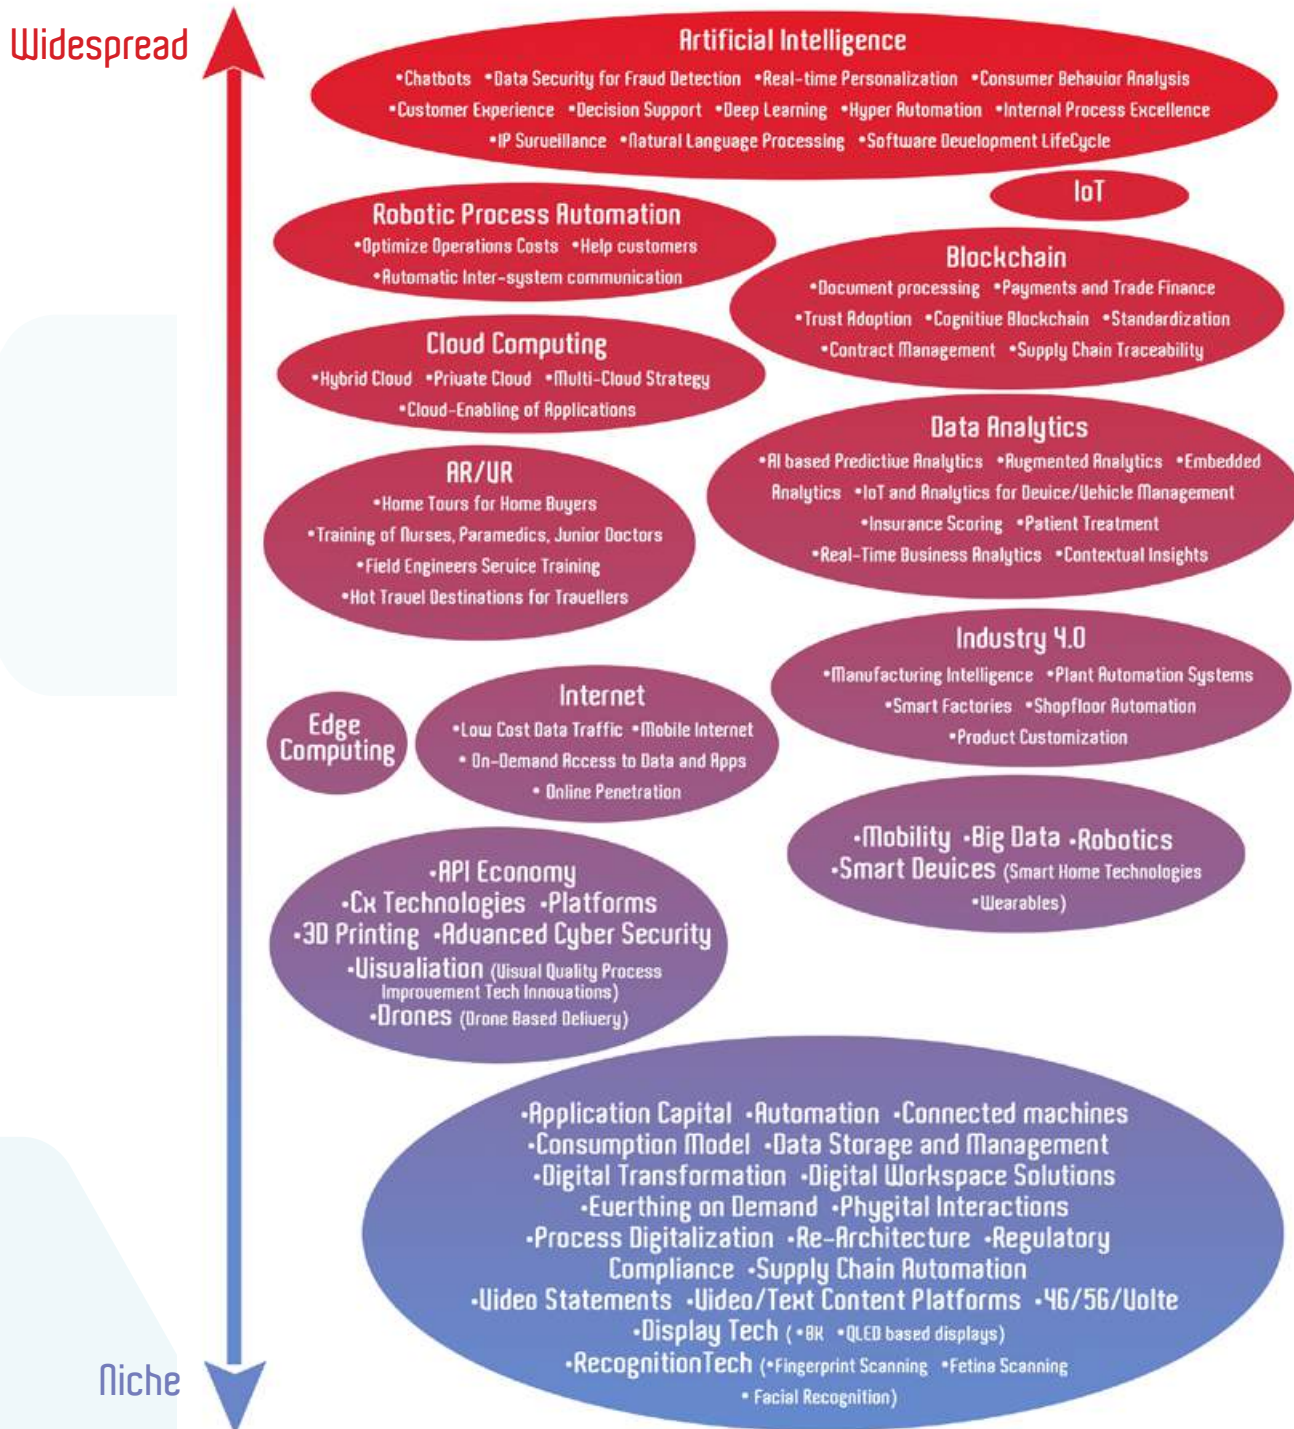 Widespread
Artificial Intelligence
•Chatbots •Data Security for Fraud Detection •Real-time Personalization •Consumer Behavior Analysis
•Customer Experience •Decision Support •Deep Learning •Hyper Automation •Internal Process Excellence
•IP Surveillance •Natural Language Processing •Software Development LifeCycle
IoT
Robotic Process Automation
•Optimize Operations Costs •Help customers
•Automatic Inter-system communication
Blockchain
•Document processing •Payments and Trade Finance
•Trust Adoption •Cognitive Blockchain •Standardization
•Contract Management •Supply Chain Traceability
Cloud Computing
•Hybrid Cloud •Private Cloud •Multi-Cloud Strategy
•Cloud-Enabling of Applications
Data Analytics
•AI based Predictive Analytics •Augmented Analytics •Embedded
Analytics •IoT and Analytics for Device/Vehicle Management
•Insurance Scoring •Patient Treatment
•Real-Time Business Analytics •Contextual Insights
AR/VR
•Home Tours for Home Buyers
•Training of Nurses, Paramedics, Junior Doctors
•Field Engineers Service Training
•Hot Travel Destinations for Travellers
Industry 4.0
•Manufacturing Intelligence •Plant Automation Systems
•Smart Factories •Shopfloor Automation
•Product Customization
Edge
Computing
Internet
•Low Cost Data Traffic •Mobile Internet
• On-Demand Access to Data and Apps
• Online Penetration
•Mobility •Big Data •Robotics
•Smart Devices (Smart Home Technologies
•Wearables)
•API Economy
•Cx Technologies •Platforms
•3D Printing •Advanced Cyber Security
•Visualiation (Visual Quality Process
Improvement Tech Innovations)
•Drones (Drone Based Delivery)
•Application Capital •Automation •Connected machines
•Consumption Model •Data Storage and Management
•Digital Transformation •Digital Workspace Solutions
•Everthing on Demand •Phygital Interactions
•Process Digitalization •Re-Architecture •Regulatory
Compliance •Supply Chain Automation
•Video Statements •Video/Text Content Platforms •4G/5G/Volte
•Display Tech ( •8K •QLED based displays)
•RecognitionTech (•Fingerprint Scanning •Fetina Scanning
• Facial Recognition)
Niche